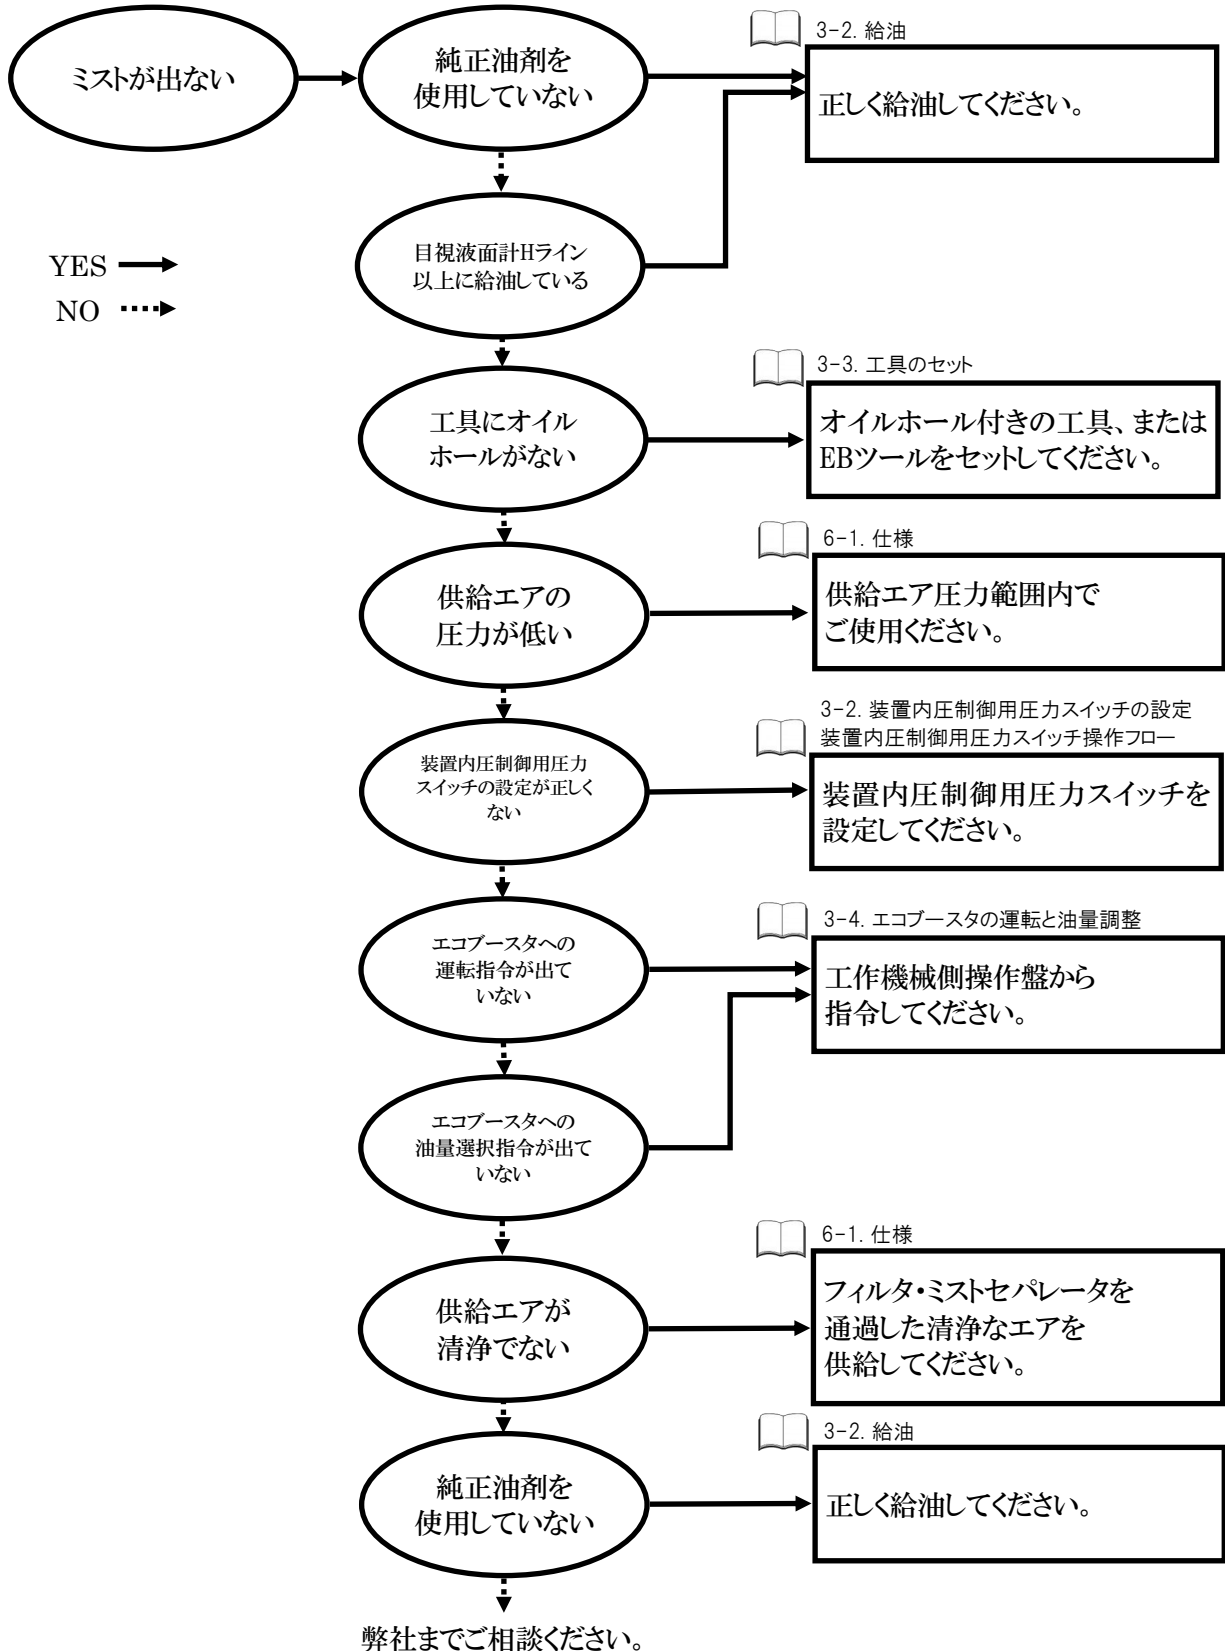 ミストが出ない
純正油剤を
使用していない
3-2. 給油
正しく給油してください。
YES
NO
目視液面計Hライン
以上に給油している
工具にオイル
ホールがない
3-3. 工具のセット
オイルホール付きの工具、または
EBツールをセットしてください。
供給エアの
圧力が低い
6-1. 仕様
供給エア圧力範囲内で
ご使用ください。
装置内圧制御用圧力
スイッチの設定が正しく
ない
3-2. 装置内圧制御用圧力スイッチの設定
装置内圧制御用圧力スイッチ操作フロー
装置内圧制御用圧力スイッチを
設定してください。
エコブースタへの
運転指令が出て
いない
3-4. エコブースタの運転と油量調整
工作機械側操作盤から
指令してください。
エコブースタへの
油量選択指令が出て
いない
供給エアが
清浄でない
6-1. 仕様
フィルタ・ミストセパレータを
通過した清浄なエアを
供給してください。
純正油剤を
使用していない
3-2. 給油
正しく給油してください。
弊社までご相談ください。